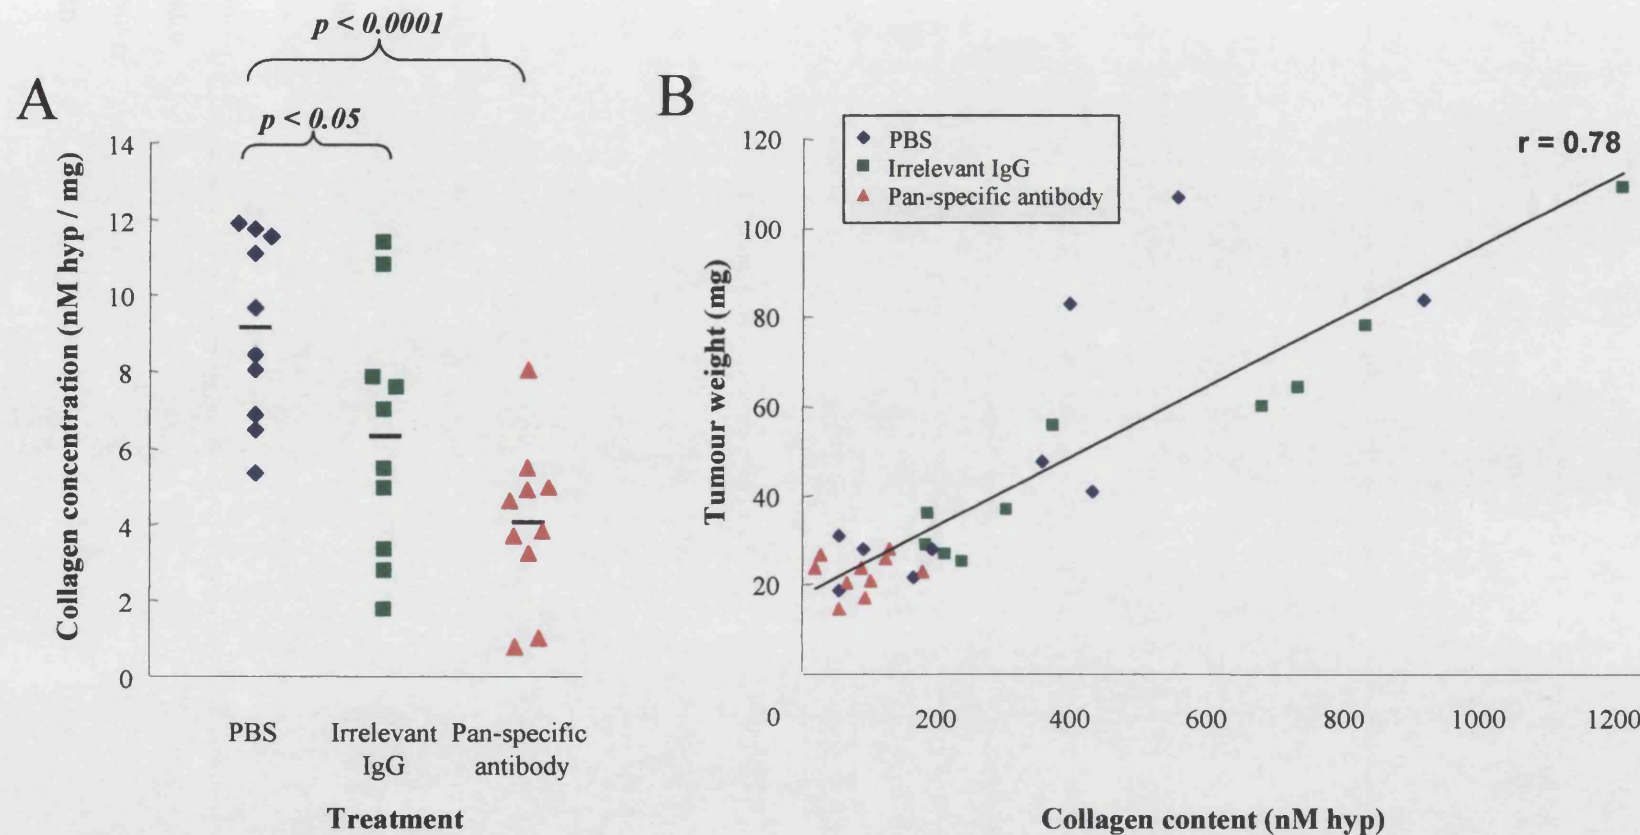 A
p < 0.0001
p < 0.05
Collagen concentration (nM hyp / mg)
14
12
10
8
6
4
2
0
PBS
Irrelevant IgG
Pan-specific antibody
Treatment
B
PBS
Irrelevant IgG
Pan-specific antibody
r = 0.78
Tumour weight (mg)
120
100
80
60
40
20
0
200
400
600
800
1000
1200
Collagen content (nM hyp)